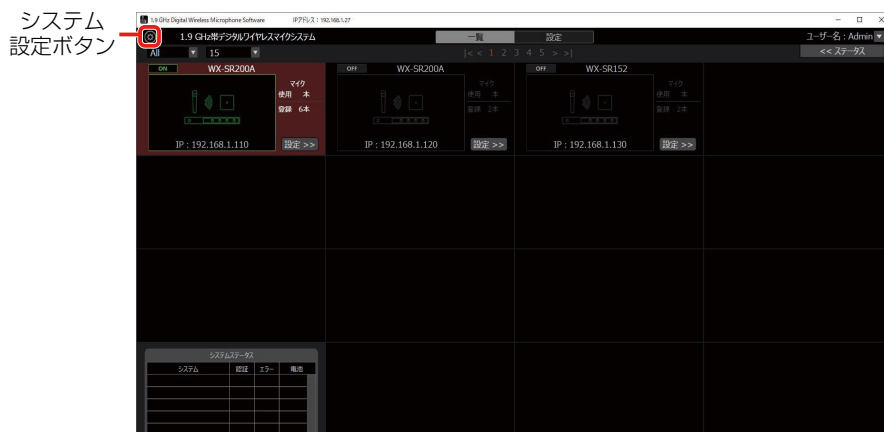 システム
設定ボタン
1.9 GHz Digital Wireless Microphone Software IPアドレス：192.168.1.27
1.9 GHz帯デジタルワイヤレスマイクシステム 一覧 設定 ユーザー名：Admin
All 15 |< < 1 2 3 4 5 > >| << ステータス
ON WX-SR200A
マイク
使用 本
登録 6本
IP : 192.168.1.110 設定 >>
OFF WX-SR200A
マイク
使用 本
登録 2本
IP : 192.168.1.120 設定 >>
OFF WX-SR152
マイク
使用 本
登録 2本
IP : 192.168.1.130 設定 >>
システムステータス
システム 認証 エラー 電池